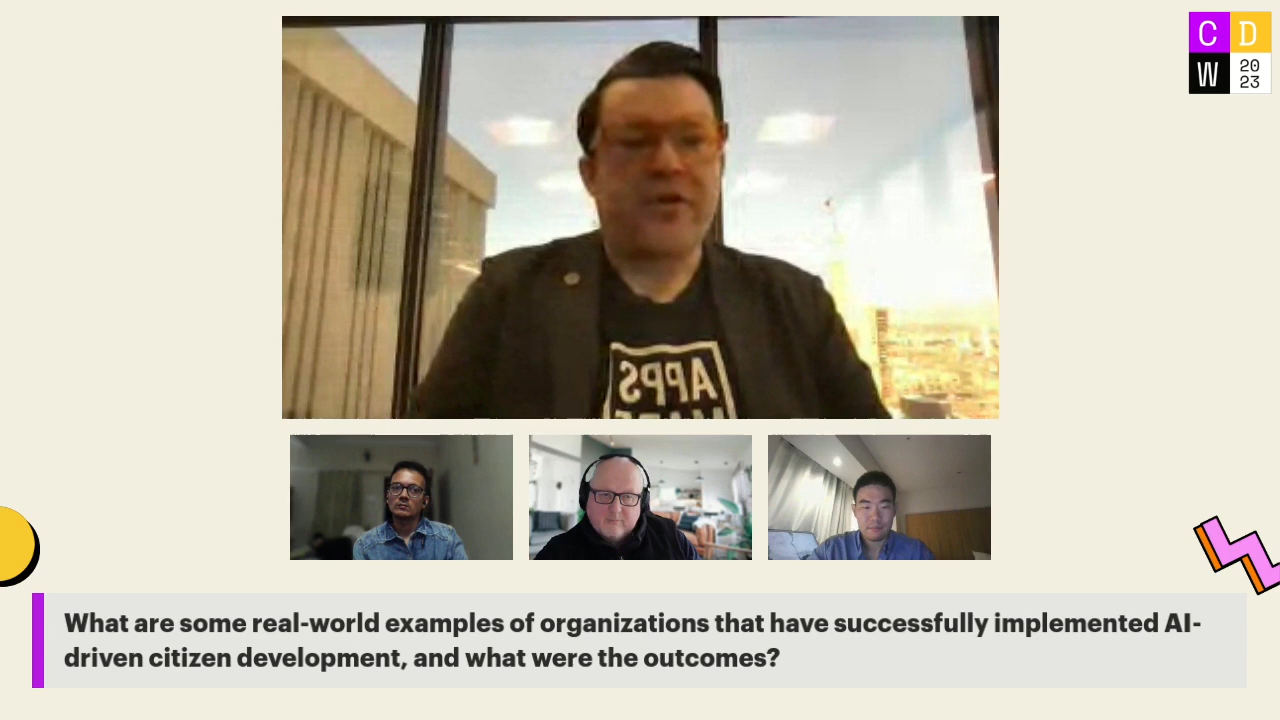 C D
W 20
23
APPS
What are some real-world examples of organizations that have successfully implemented AI-
driven citizen development, and what were the outcomes?